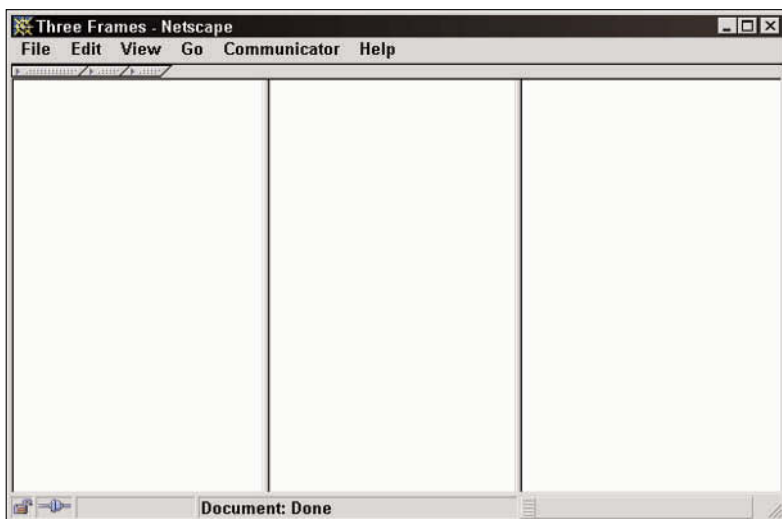 Three Frames - Netscape
File Edit View Go Communicator Help
Document: Done